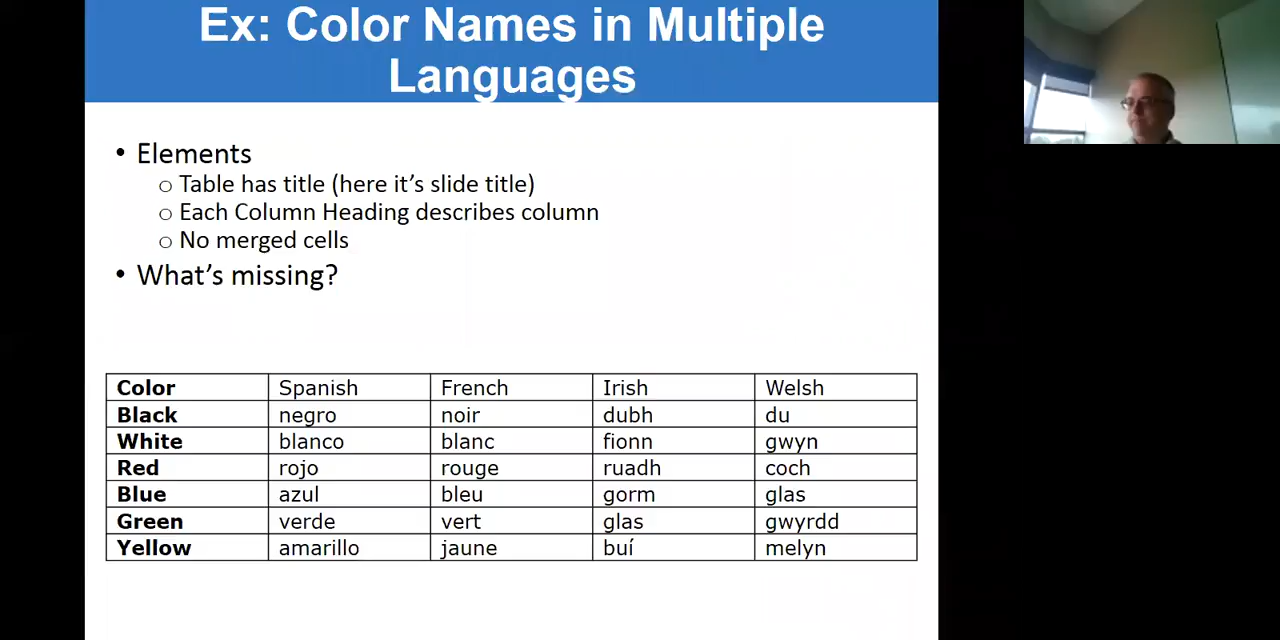 Ex: Color Names in Multiple
Languages
• Elements
o Table has title (here it's slide title)
o Each Column Heading describes column
o No merged cells
• What's missing?
Color Spanish French Irish Welsh
Black negro noir dubh du
White blanco blanc fionn gwyn
Red rojo rouge ruadh coch
Blue azul bleu gorm glas
Green verde vert glas gwyrdd
Yellow amarillo jaune buí melyn